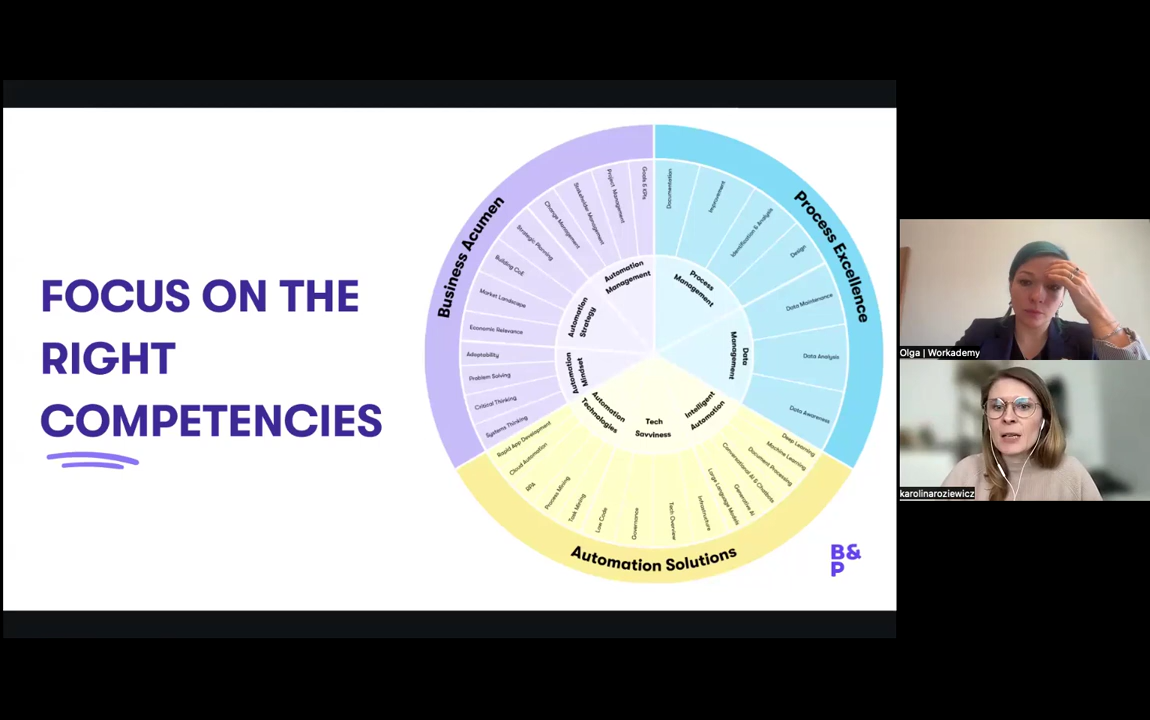 FOCUS ON THE
RIGHT
COMPETENCIES
Business Acumen
Process Excellence
Automation Solutions
Automation
Management
Automation
Strategy
Automation
Mindset
Process
Management
Data
Management
Intelligent
Automation
Tech
Savviness
Automation
Technologies
Goals & KPIs
Project Management
Stakeholder Management
Change Management
Strategic Planning
Building CoE
Market Landscape
Economic Relevance
Adaptability
Problem Solving
Critical Thinking
Systems Thinking
Documentation
Improvement
Identification & Analysis
Design
Data Maintenance
Data Analysis
Data Awareness
Deep Learning
Machine Learning
Document Processing
Conversational AI & Chatbots
Generative AI
Large Language Models
Infrastructure
Tech Overview
Governance
Low Code
Task Mining
Process Mining
RPA
Cloud Automation
Rapid App Development
B&
P
Olga | Workademy
karolinaroziewicz